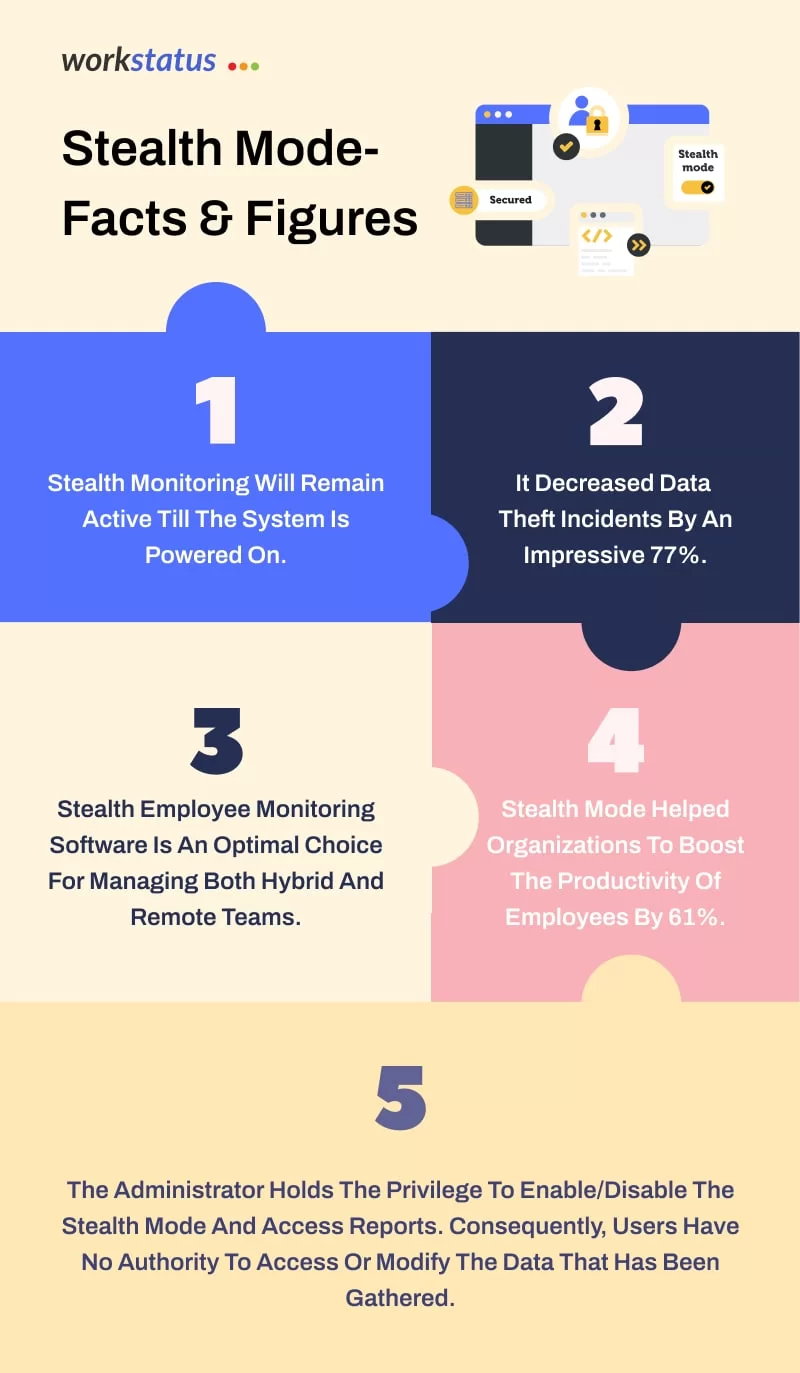 workstatus
Stealth Mode-
Facts & Figures
Stealth
mode
Secured
</>
1
Stealth Monitoring Will Remain
Active Till The System Is
Powered On.
2
It Decreased Data
Theft Incidents By An
Impressive 77%.
3
Stealth Employee Monitoring
Software Is An Optimal Choice
For Managing Both Hybrid And
Remote Teams.
4
Stealth Mode Helped
Organizations To Boost
The Productivity Of
Employees By 61%.
5
The Administrator Holds The Privilege To Enable/Disable The
Stealth Mode And Access Reports. Consequently, Users Have
No Authority To Access Or Modify The Data That Has Been
Gathered.